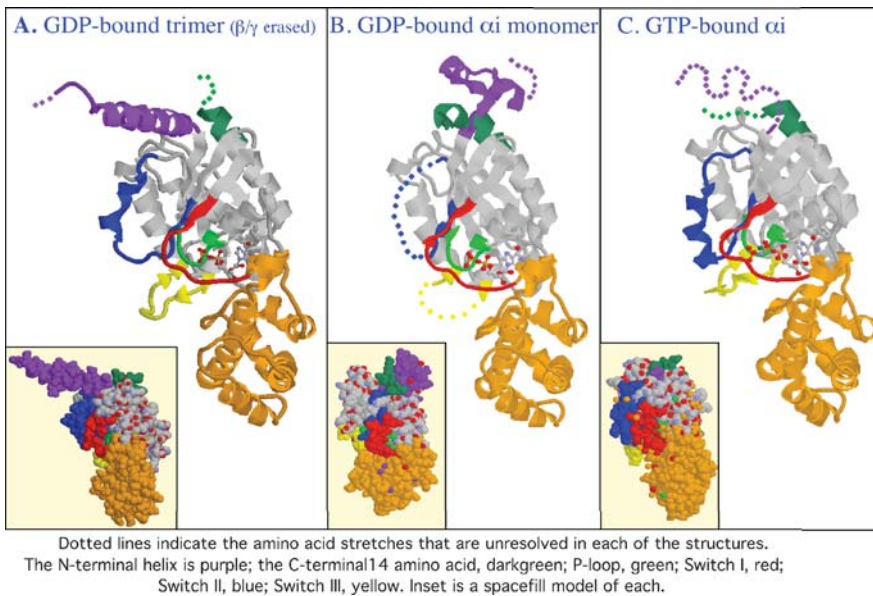 A. GDP-bound trimer (β/γ erased)
B. GDP-bound αi monomer
C. GTP-bound αi
Dotted lines indicate the amino acid stretches that are unresolved in each of the structures.
The N-terminal helix is purple; the C-terminal14 amino acid, darkgreen; P-loop, green; Switch I, red;
Switch II, blue; Switch III, yellow. Inset is a spacefill model of each.